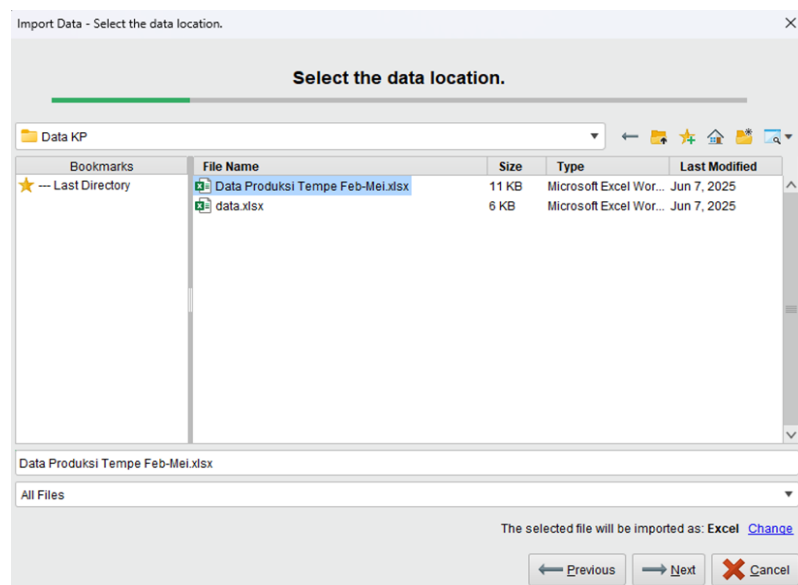 Import Data - Select the data location.
Select the data location.
Data KP
Bookmarks
--- Last Directory
File Name Size Type Last Modified
Data Produksi Tempe Feb-Mei.xlsx 11 KB Microsoft Excel Wor... Jun 7, 2025
data.xlsx 6 KB Microsoft Excel Wor... Jun 7, 2025
Data Produksi Tempe Feb-Mei.xlsx
All Files
The selected file will be imported as: Excel Change
Previous Next Cancel